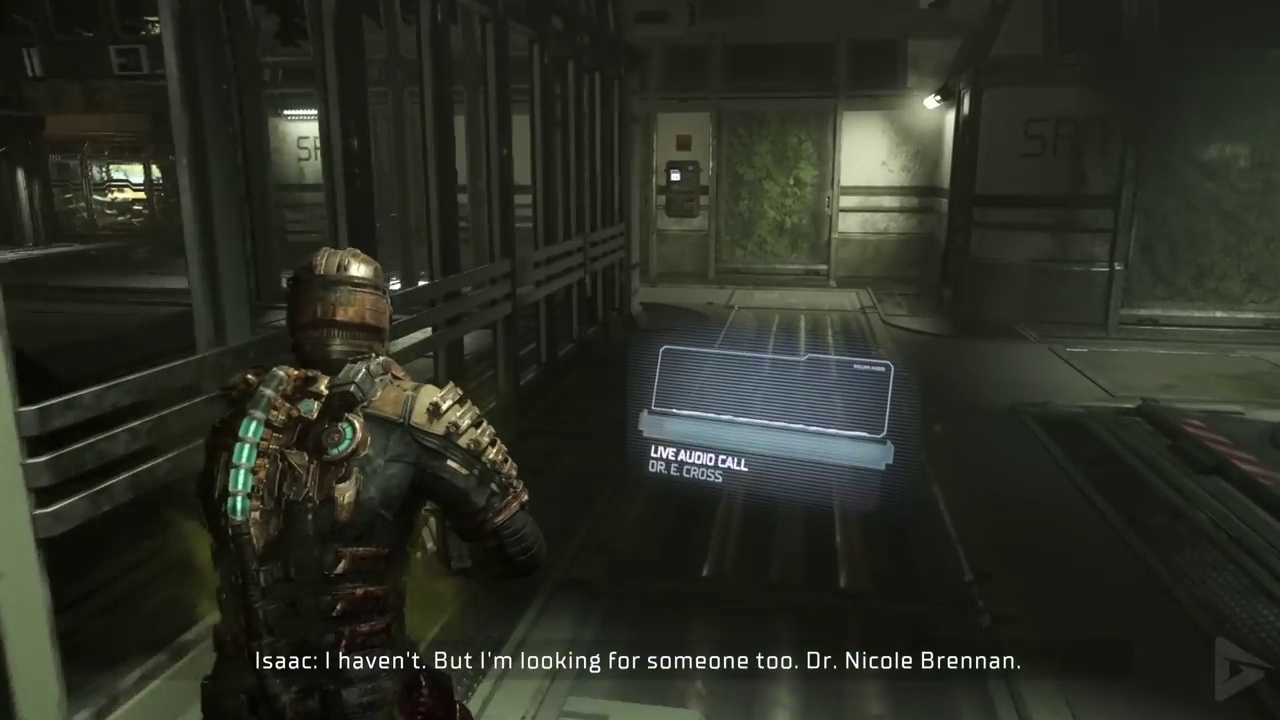 LIVE AUDIO CALL
DR. E. CROSS
Isaac: I haven't. But I'm looking for someone too. Dr. Nicole Brennan.